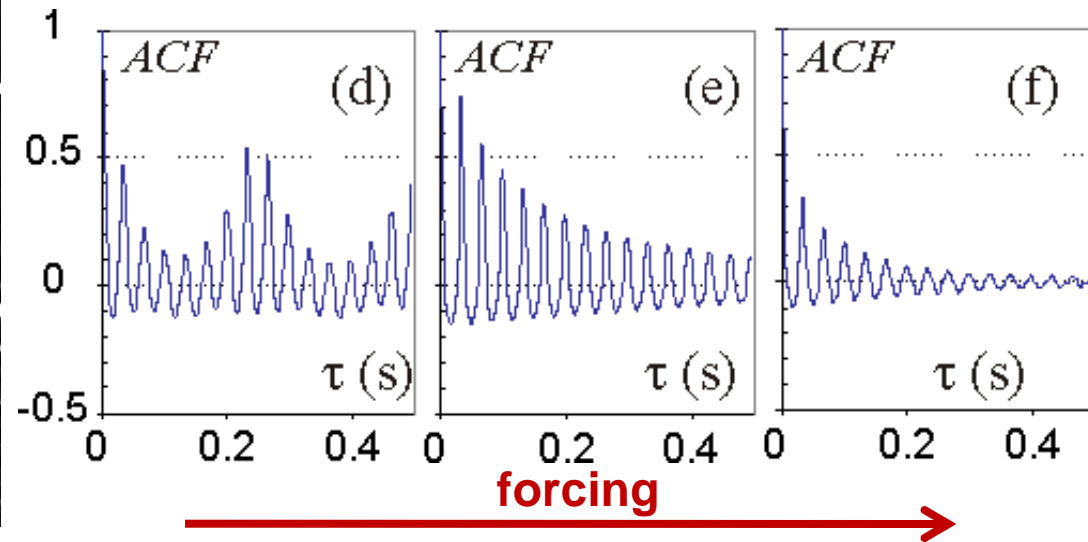 1
ACF
(d)
ACF
(e)
ACF
(f)
0.5
0
τ (s)
τ (s)
τ (s)
-0.5
0 0.2 0.4 0 0.2 0.4 0 0.2 0.4
forcing